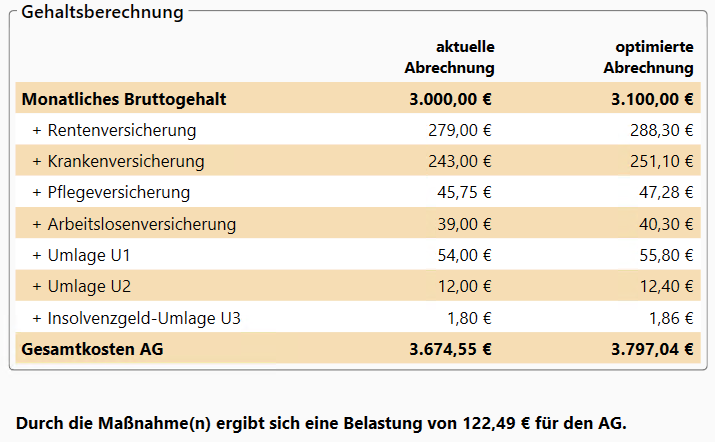 Gehaltsberechnung
aktuelle Abrechnung optimierte Abrechnung
Monatliches Bruttogehalt 3.000,00 € 3.100,00 €
+ Rentenversicherung 279,00 € 288,30 €
+ Krankenversicherung 243,00 € 251,10 €
+ Pflegeversicherung 45,75 € 47,28 €
+ Arbeitslosenversicherung 39,00 € 40,30 €
+ Umlage U1 54,00 € 55,80 €
+ Umlage U2 12,00 € 12,40 €
+ Insolvenzgeld-Umlage U3 1,80 € 1,86 €
Gesamtkosten AG 3.674,55 € 3.797,04 €
Durch die Maßnahme(n) ergibt sich eine Belastung von 122,49 € für den AG.